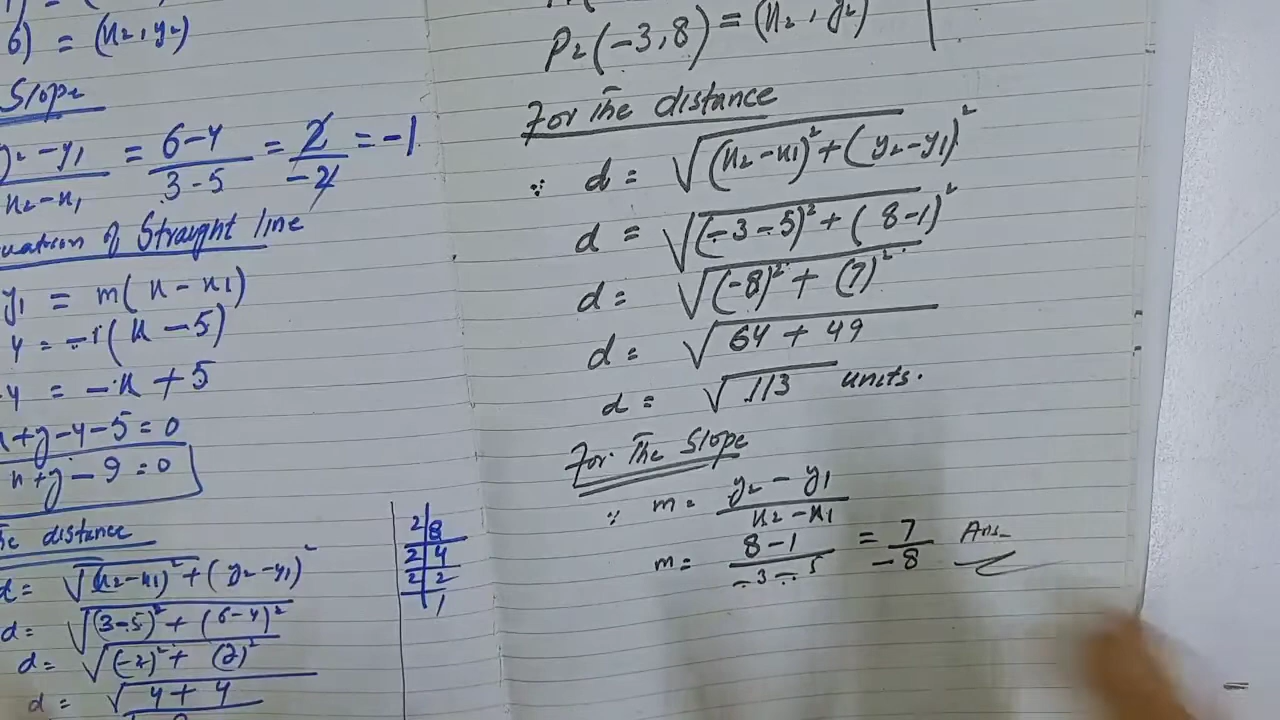 6) = (x₂, y₂)
Slope
y₂-y₁/x₂-x₁ = 6-4/3-5 = 2/-2 = -1
uation of Straight line
y₁ = m(x - x₁)
4 = -1(x - 5)
-4 = -x + 5
x+y-4-5=0
x+y-9=0
he distance
d= √(x₂-x₁)²+(y₂-y₁)²
d= √(3-5)²+(6-4)²
d= √(-2)²+(2)²
d= √4+4
2|8
2|4
2|2
1
P₂(-3,8) = (x₂, y₂)
For The distance
∵ d = √(x₂-x₁)²+(y₂-y₁)²
d = √(-3-5)²+(8-1)²
d= √(-8)²+(7)²
d= √64+49
d= √113 units.
For The Slope
∵ m= y₂-y₁/x₂-x₁
m= 8-1/-3-5 = 7/-8 Ans